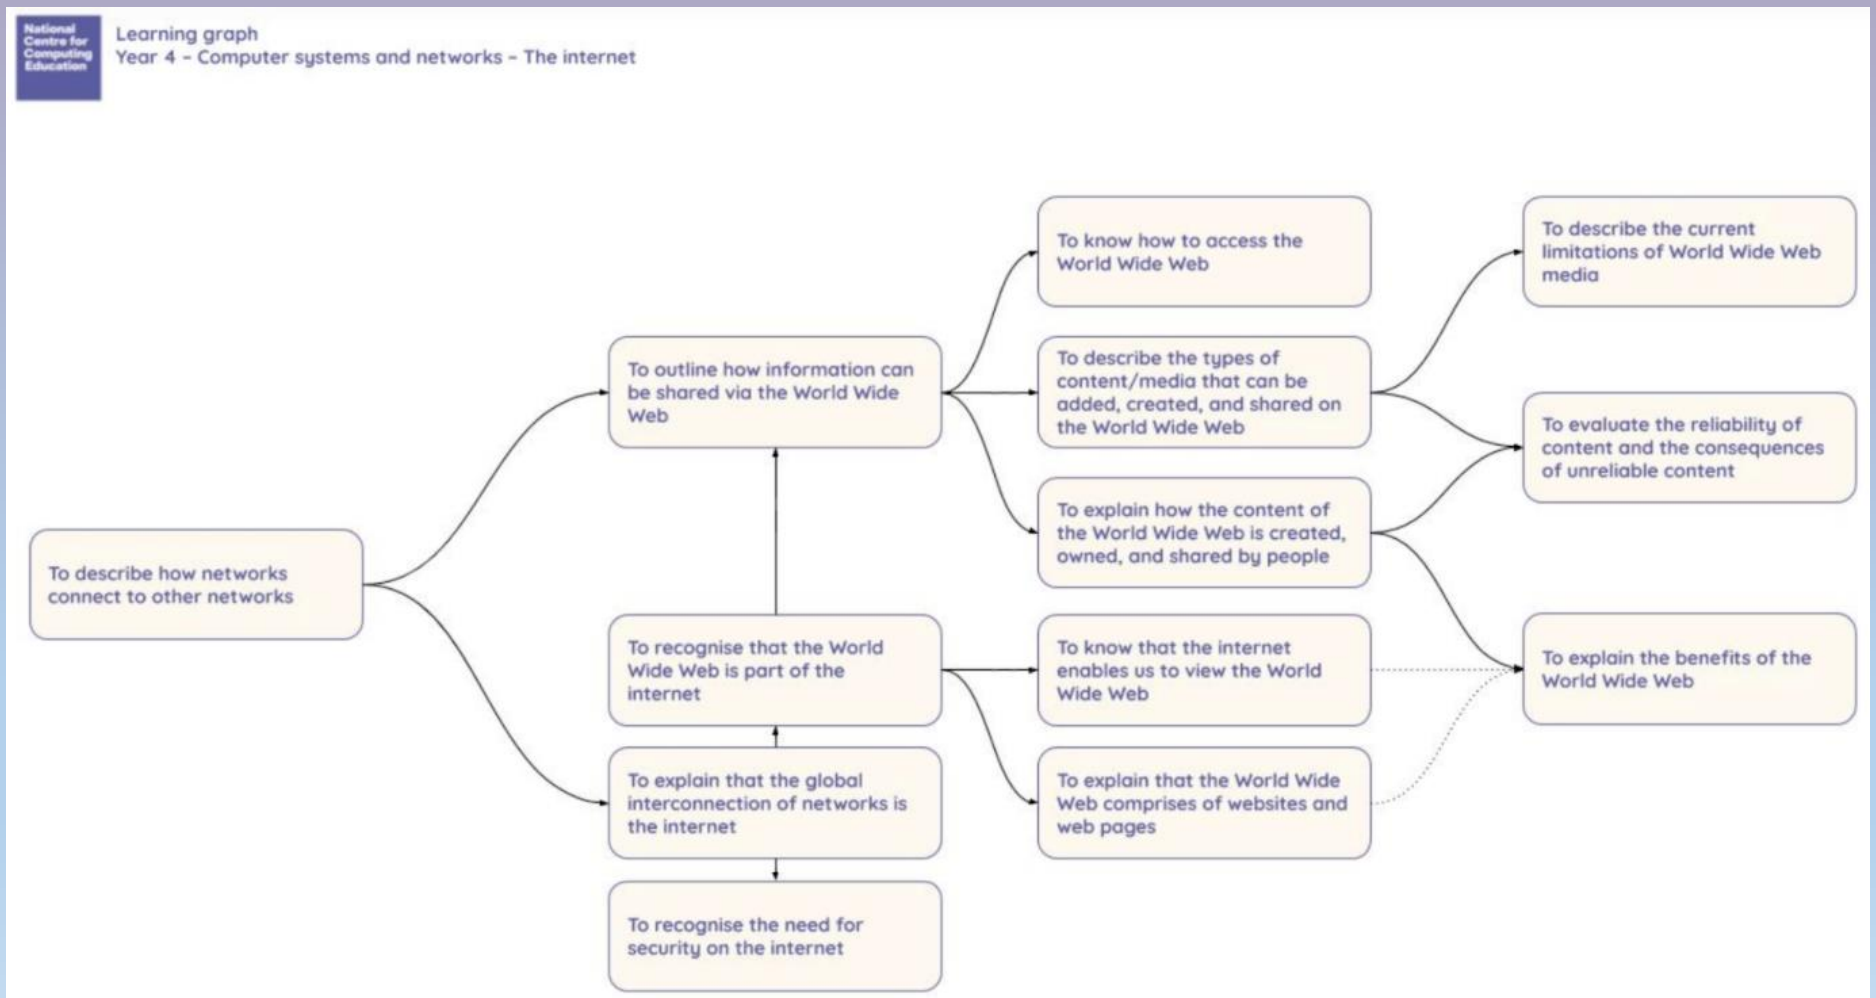 National
Centre for
Computing
Education
Learning graph
Year 4 – Computer systems and networks – The internet
To describe how networks
connect to other networks
To outline how information can
be shared via the World Wide
Web
To recognise that the World
Wide Web is part of the
internet
To explain that the global
interconnection of networks is
the internet
To recognise the need for
security on the internet
To know how to access the
World Wide Web
To describe the types of
content/media that can be
added, created, and shared on
the World Wide Web
To explain how the content of
the World Wide Web is created,
owned, and shared by people
To know that the internet
enables us to view the World
Wide Web
To explain that the World Wide
Web comprises of websites and
web pages
To describe the current
limitations of World Wide Web
media
To evaluate the reliability of
content and the consequences
of unreliable content
To explain the benefits of the
World Wide Web